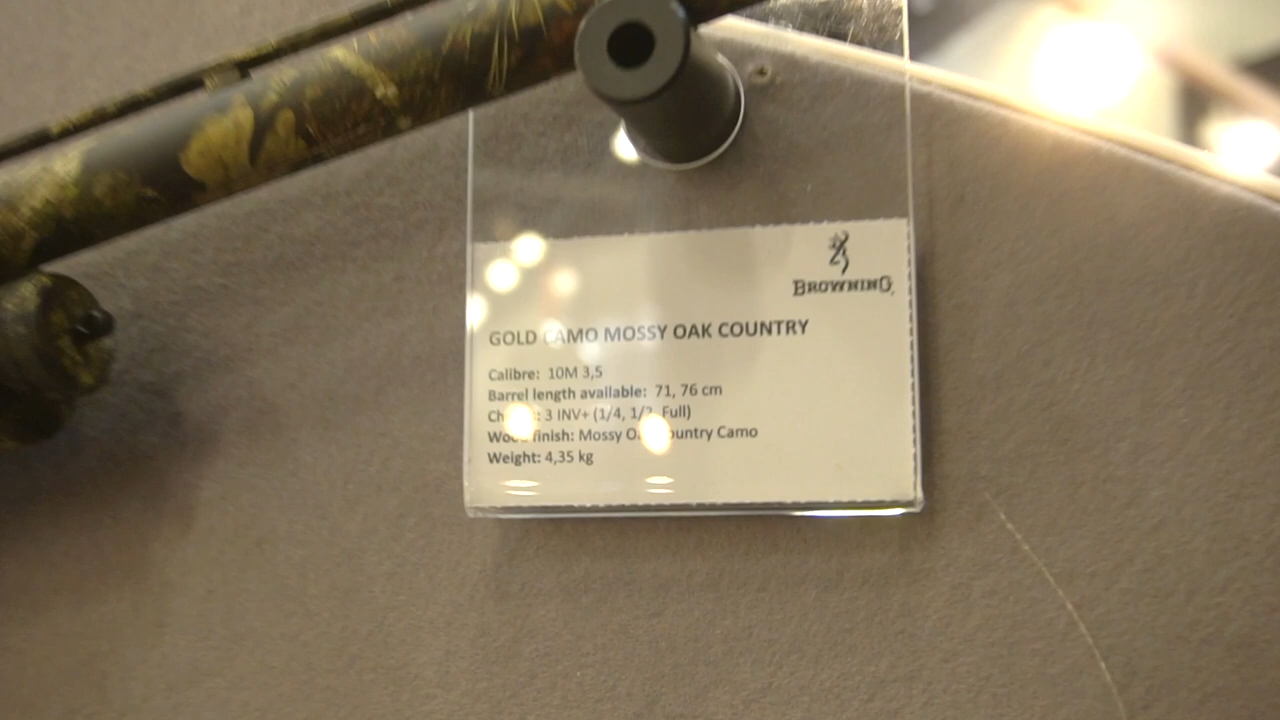 BROWNING
GOLD CAMO MOSSY OAK COUNTRY
Calibre: 10M 3,5
Barrel length available: 71, 76 cm
3 INV+ (1/4, 1/2, Full)
finish: Mossy Country Camo
Weight: 4,35 kg